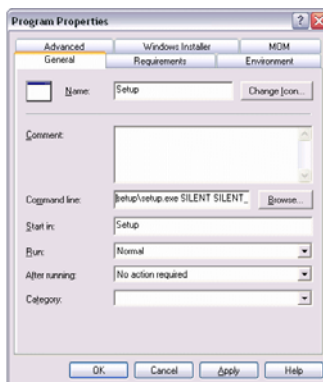 Program Properties
Advanced Windows Installer MOM
General Requirements Environment
Name: Setup Change Icon...
Comment:
Command line: setup\setup.exe SILENT SILENT_ Browse...
Start in: Setup
Run: Normal
After running: No action required
Category:
OK Cancel Apply Help